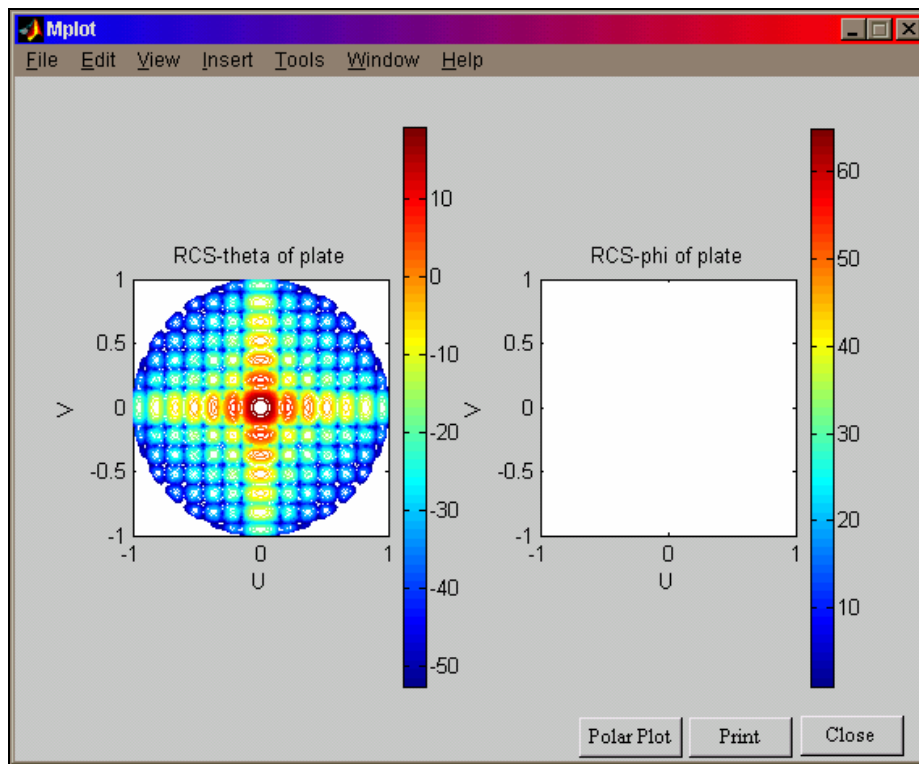 Mplot
File Edit View Insert Tools Window Help
RCS-theta of plate
1
0.5
0
-0.5
-1
V
-1 0 1
U
10
0
-10
-20
-30
-40
-50
RCS-phi of plate
1
0.5
0
-0.5
-1
V
-1 0 1
U
60
50
40
30
20
10
Polar Plot Print Close